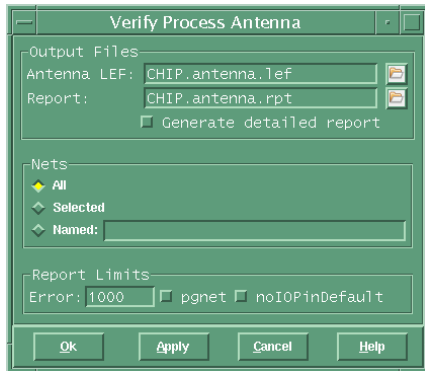 Verify Process Antenna
Output Files
Antenna LEF: CHIP.antenna.lef
Report: CHIP.antenna.rpt
Generate detailed report
Nets
All
Selected
Named:
Report Limits
Error: 1000 pgnet noIOPinDefault
Ok Apply Cancel Help